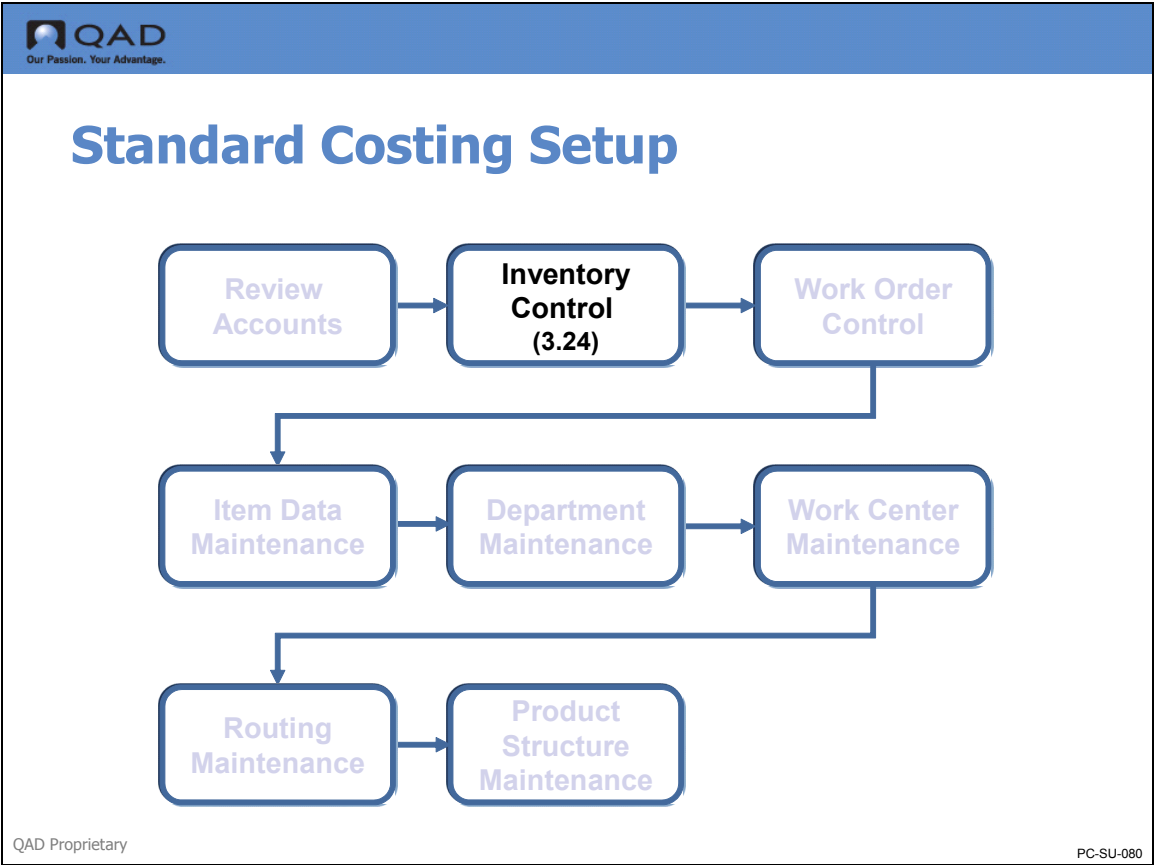 QAD
Our Passion. Your Advantage.
Standard Costing Setup
Review
Accounts
Inventory
Control
(3.24)
Work Order
Control
Item Data
Maintenance
Department
Maintenance
Work Center
Maintenance
Routing
Maintenance
Product
Structure
Maintenance
QAD Proprietary
PC-SU-080